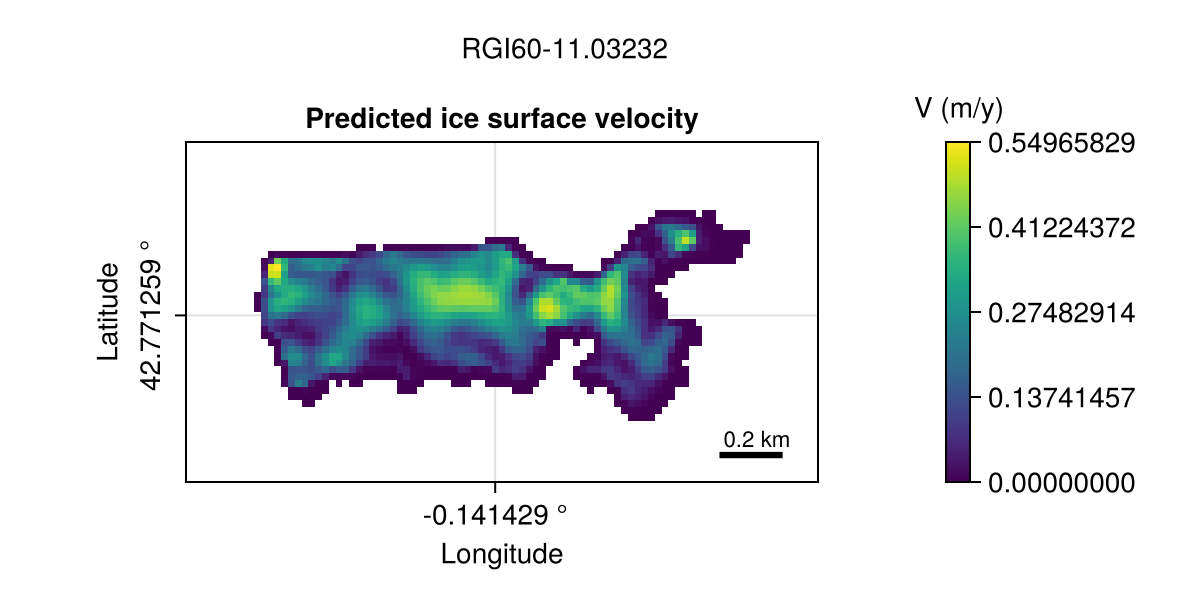 RGI60-11.03232
Predicted ice surface velocity
V (m/y)
0.54965829
0.41224372
0.27482914
0.13741457
0.00000000
Latitude
42.771259 °
0.2 km
-0.141429 °
Longitude